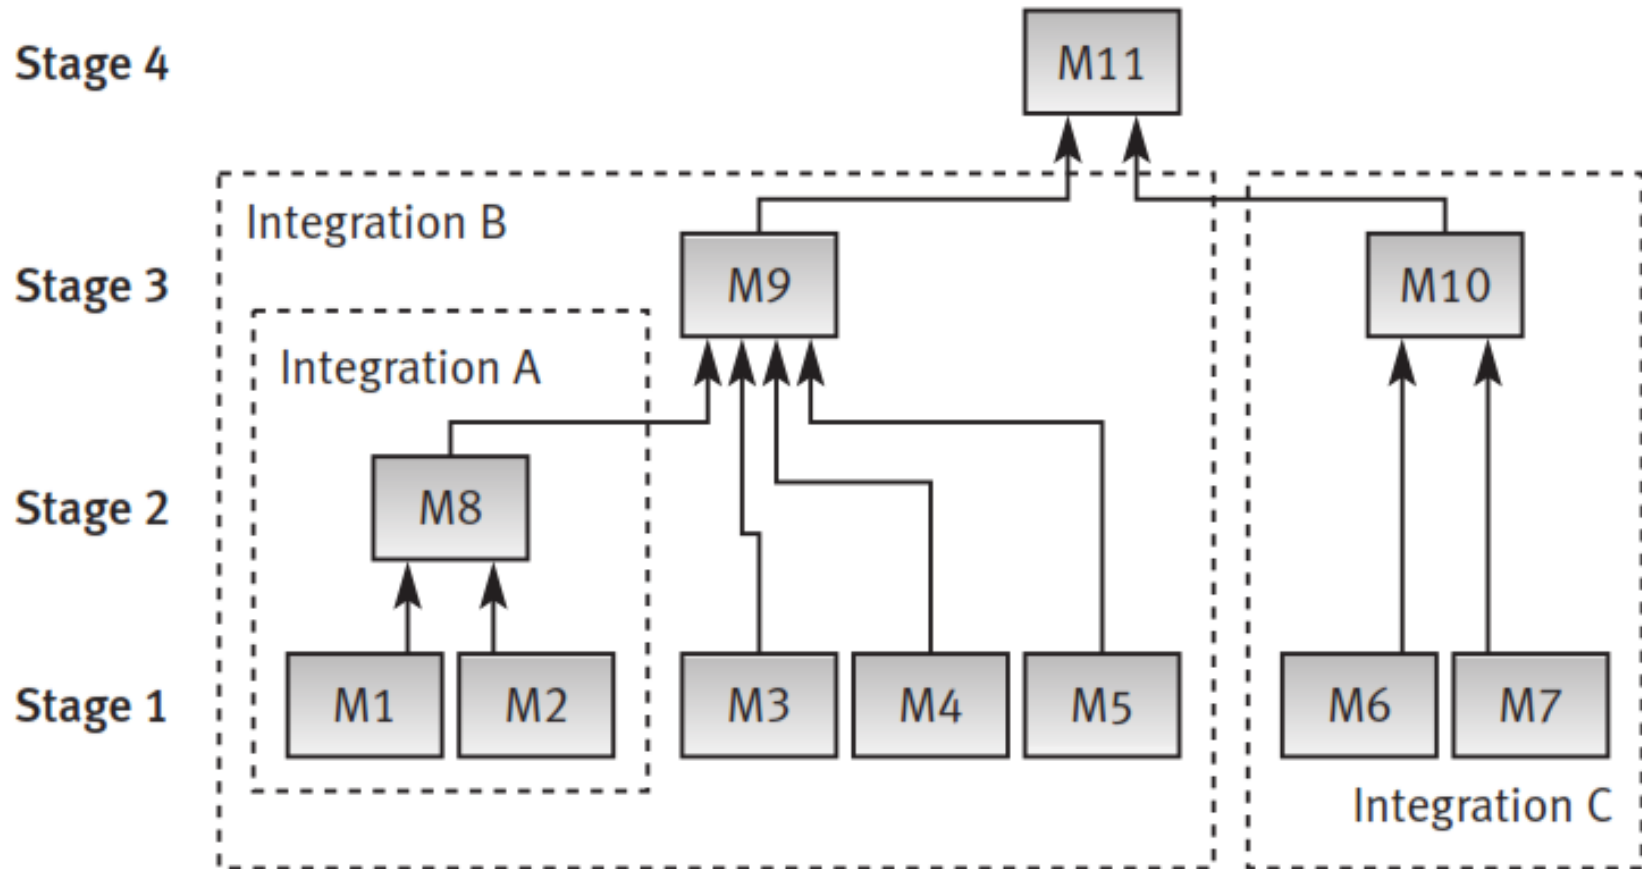 Stage 4
M11
Integration B
Stage 3
M9
M10
Integration A
Stage 2
M8
Stage 1
M1
M2
M3
M4
M5
M6
M7
Integration C